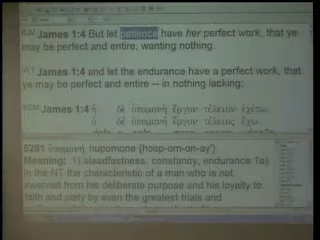 KJV James 1:4 But let patience have her perfect work, that ye
may be perfect and entire, wanting nothing.
YLT James 1:4 and let the endurance have a perfect work, that
ye may be perfect and entire -- in nothing lacking;
James 1:4 ἡ δὲ ὑπομονὴ ἔργον τέλειον ἐχέτω,
ὁ δέ ὑπομονή ἔργον τέλειος ἔχω
5281 ὑπομονή hupomone {hoop-om-on-ay'}
Meaning: 1) steadfastness, constancy, endurance 1a)
in the NT the characteristic of a man who is not
swerved from his deliberate purpose and his loyalty to
faith and piety by even the greatest trials and